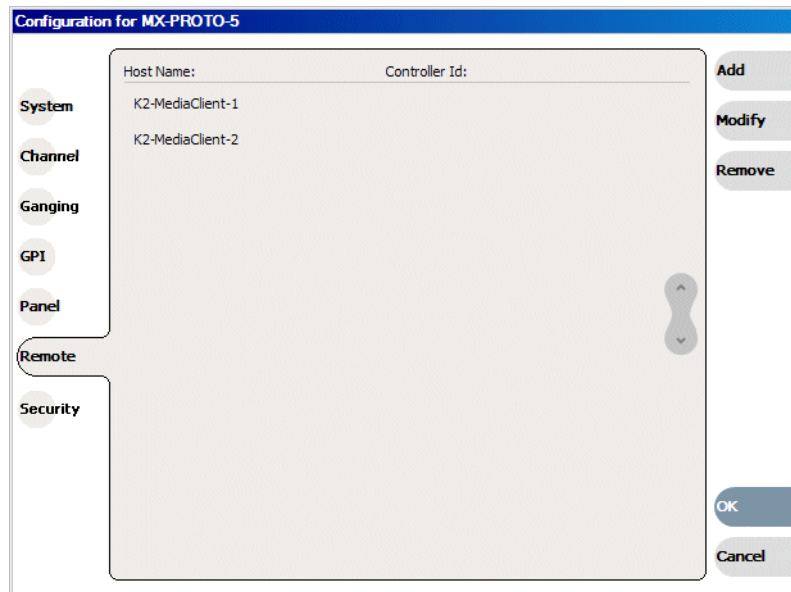 Configuration for MX-PROTO-5
Host Name: Controller Id:
K2-MediaClient-1
K2-MediaClient-2
System
Channel
Ganging
GPI
Panel
Remote
Security
Add
Modify
Remove
OK
Cancel